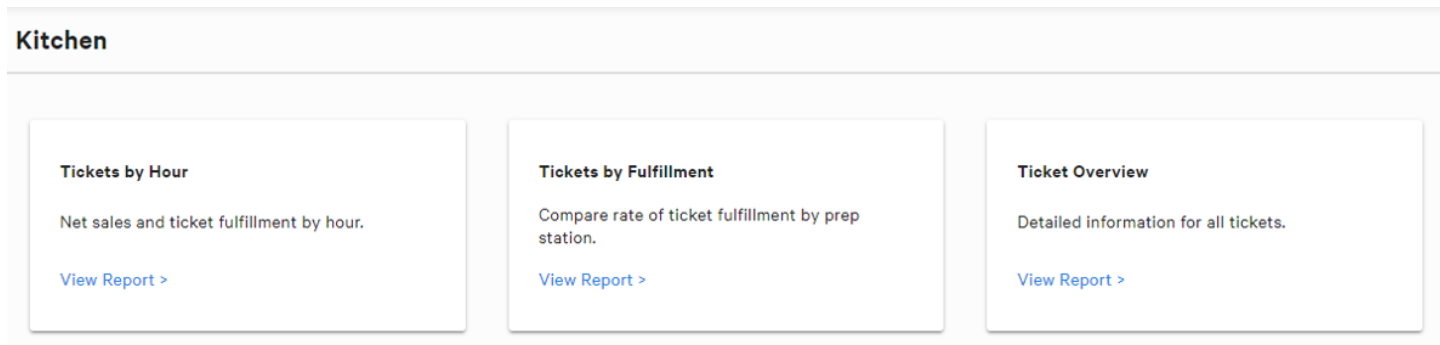 Kitchen
Tickets by Hour
Net sales and ticket fulfillment by hour.
View Report >
Tickets by Fulfillment
Compare rate of ticket fulfillment by prep
station.
View Report >
Ticket Overview
Detailed information for all tickets.
View Report >